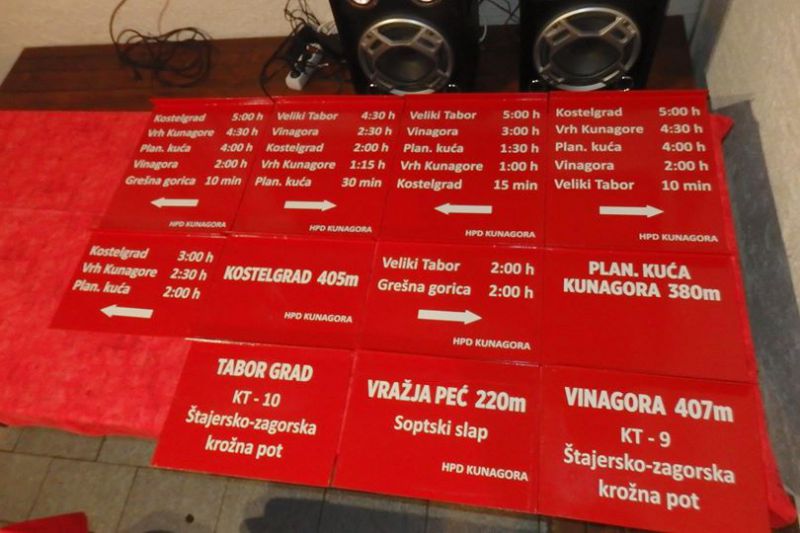 Kostelgrad 5:00 h
Vrh Kunagore 4:30 h
Plan. kuća 4:00 h
Vinagora 2:00 h
Grešna gorica 10 min
HPD KUNAGORA
Veliki Tabor 4:30 h
Vinagora 2:30 h
Kostelgrad 2:00 h
Vrh Kunagore 1:15 h
Plan. kuća 30 min
HPD KUNAGORA
Veliki Tabor 5:00 h
Vinagora 3:00 h
Plan. kuća 1:30 h
Vrh Kunagore 1:00 h
Kostelgrad 15 min
HPD KUNAGORA
Kostelgrad 5:00 h
Vrh Kunagore 4:30 h
Plan. kuća 4:00 h
Vinagora 2:00 h
Veliki Tabor 10 min
HPD KUNAGORA
Kostelgrad 3:00 h
Vrh Kunagore 2:30 h
Plan. kuća 2:00 h
KOSTELGRAD 405m
HPD KUNAGORA
Veliki Tabor 2:00 h
Grešna gorica 2:00 h
HPD KUNAGORA
PLAN. KUĆA
KUNAGORA 380m
TABOR GRAD
KT - 10
Štajersko-zagorska
krožna pot
VRAŽJA PEĆ 220m
Soptski slap
HPD KUNAGORA
VINAGORA 407m
KT - 9
Štajersko-zagorska
krožna pot